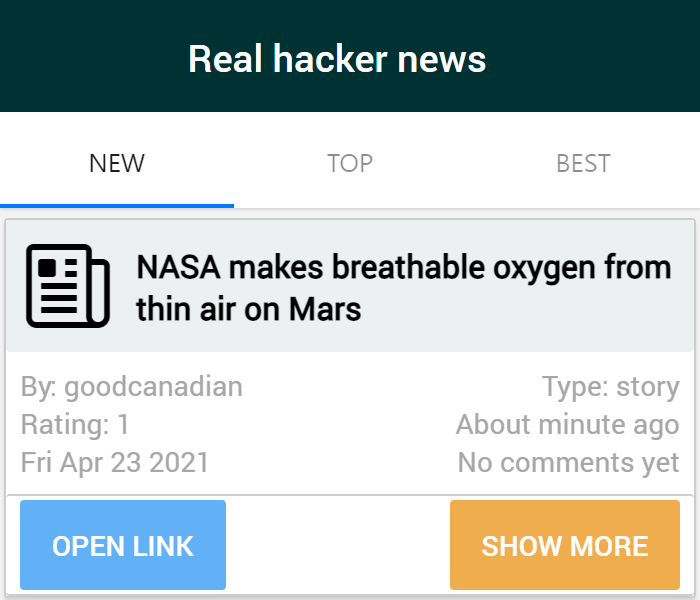 Real hacker news
NEW TOP BEST
NASA makes breathable oxygen from
thin air on Mars
By: goodcanadian Type: story
Rating: 1 About minute ago
Fri Apr 23 2021 No comments yet
OPEN LINK SHOW MORE